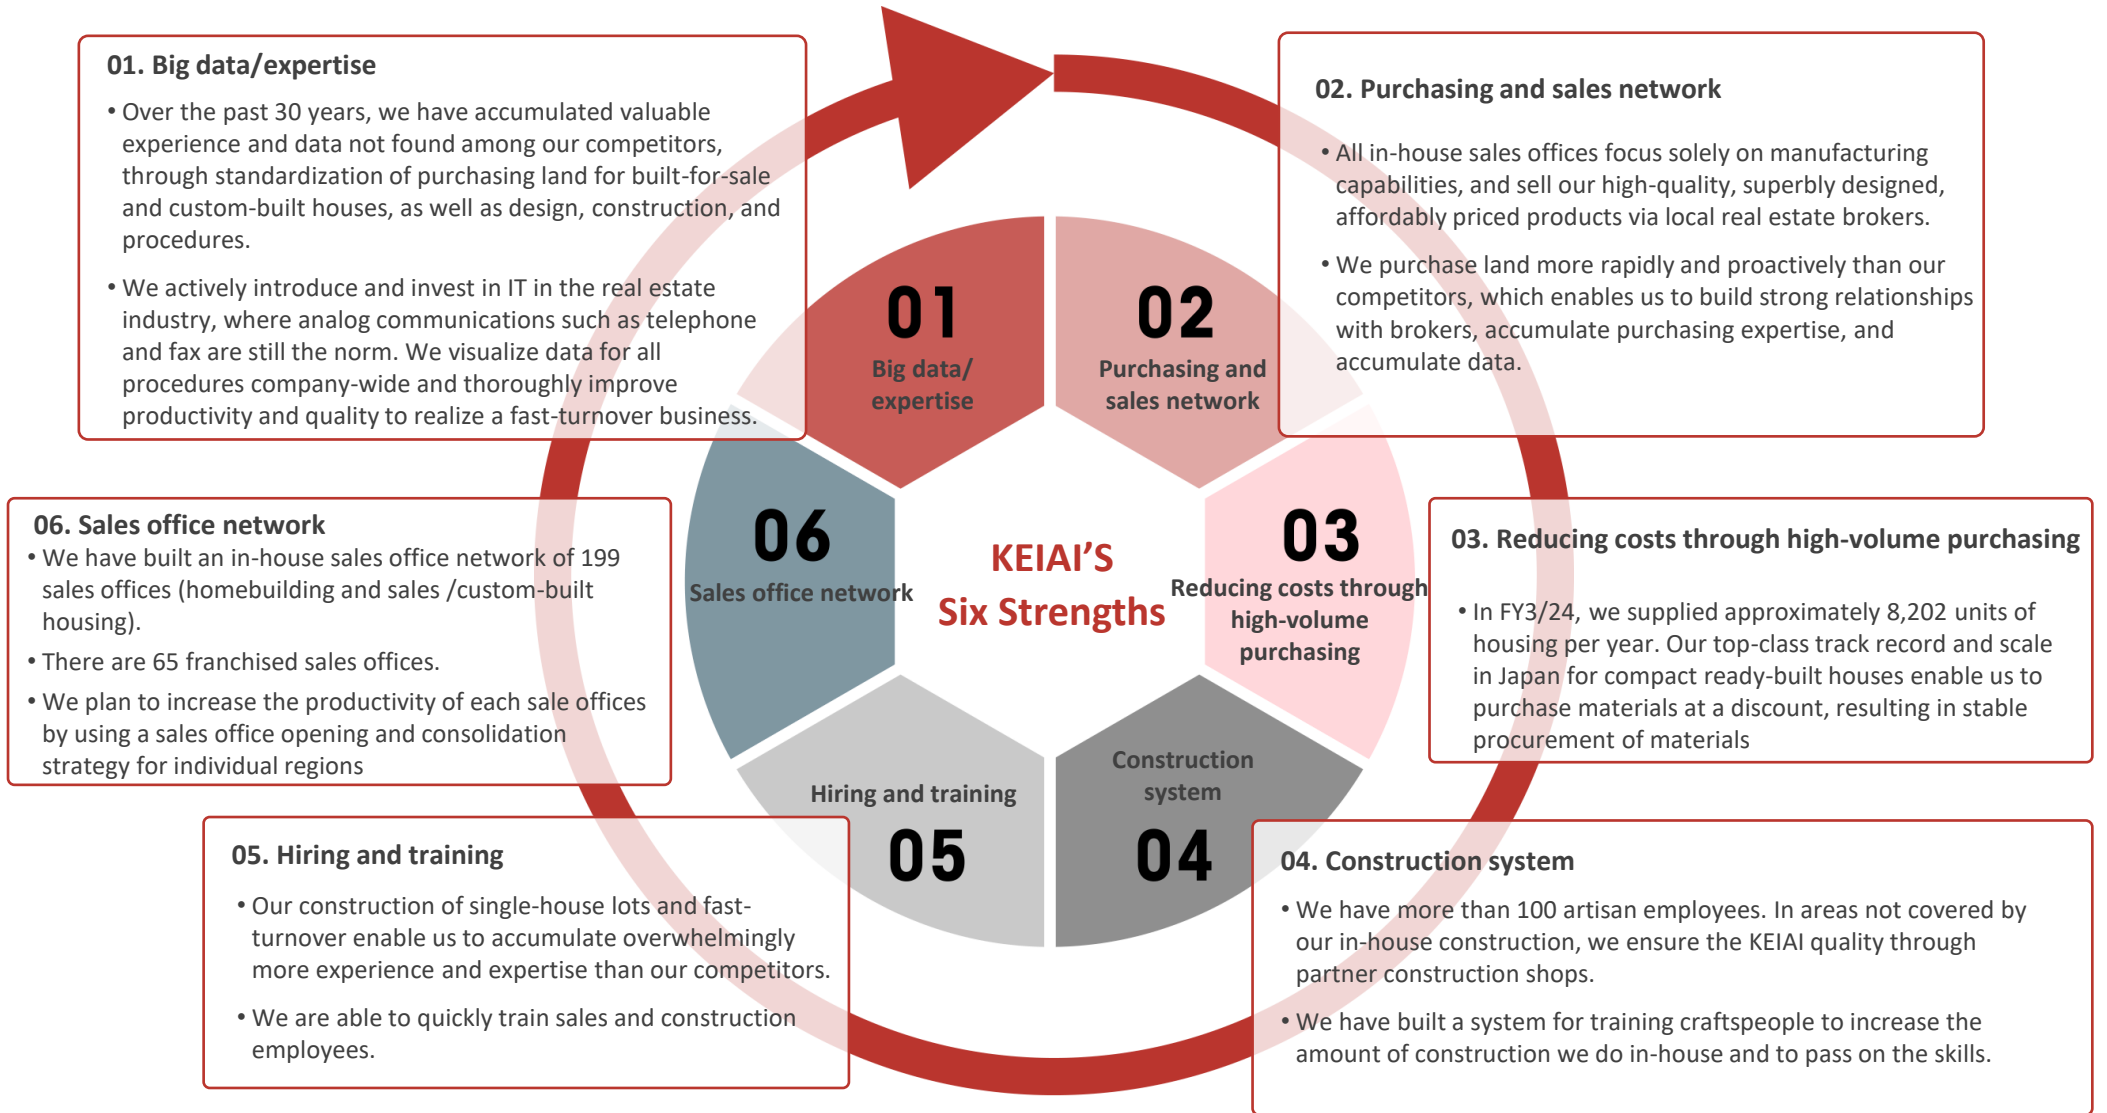 01. Big data/expertise
• Over the past 30 years, we have accumulated valuable
experience and data not found among our competitors,
through standardization of purchasing land for built-for-sale
and custom-built houses, as well as design, construction, and
procedures.
• We actively introduce and invest in IT in the real estate
industry, where analog communications such as telephone
and fax are still the norm. We visualize data for all
procedures company-wide and thoroughly improve
productivity and quality to realize a fast-turnover business.
02. Purchasing and sales network
• All in-house sales offices focus solely on manufacturing
capabilities, and sell our high-quality, superbly designed,
affordably priced products via local real estate brokers.
• We purchase land more rapidly and proactively than our
competitors, which enables us to build strong relationships
with brokers, accumulate purchasing expertise, and
accumulate data.
01
Big data/
expertise
02
Purchasing and
sales network
06
Sales office network
KEIAI'S
Six Strengths
03
Reducing costs through
high-volume
purchasing
Hiring and training
05
Construction
system
04
06. Sales office network
• We have built an in-house sales office network of 199
sales offices (homebuilding and sales /custom-built
housing).
• There are 65 franchised sales offices.
• We plan to increase the productivity of each sale offices
by using a sales office opening and consolidation
strategy for individual regions
03. Reducing costs through high-volume purchasing
• In FY3/24, we supplied approximately 8,202 units of
housing per year. Our top-class track record and scale
in Japan for compact ready-built houses enable us to
purchase materials at a discount, resulting in stable
procurement of materials
05. Hiring and training
• Our construction of single-house lots and fast-
turnover enable us to accumulate overwhelmingly
more experience and expertise than our competitors.
• We are able to quickly train sales and construction
employees.
04. Construction system
• We have more than 100 artisan employees. In areas not covered by
our in-house construction, we ensure the KEIAI quality through
partner construction shops.
• We have built a system for training craftspeople to increase the
amount of construction we do in-house and to pass on the skills.